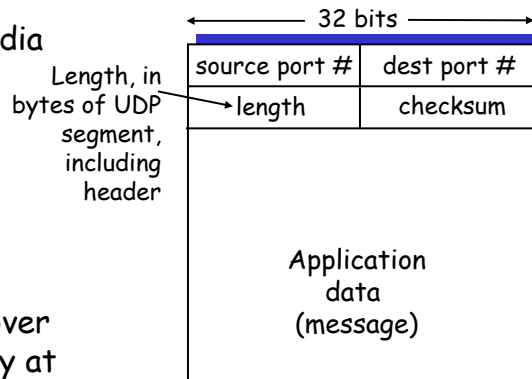 32 bits
dia
source port #
dest port #
Length, in
bytes of UDP
segment,
including
header
length
checksum
Application
data
(message)
ver
y at